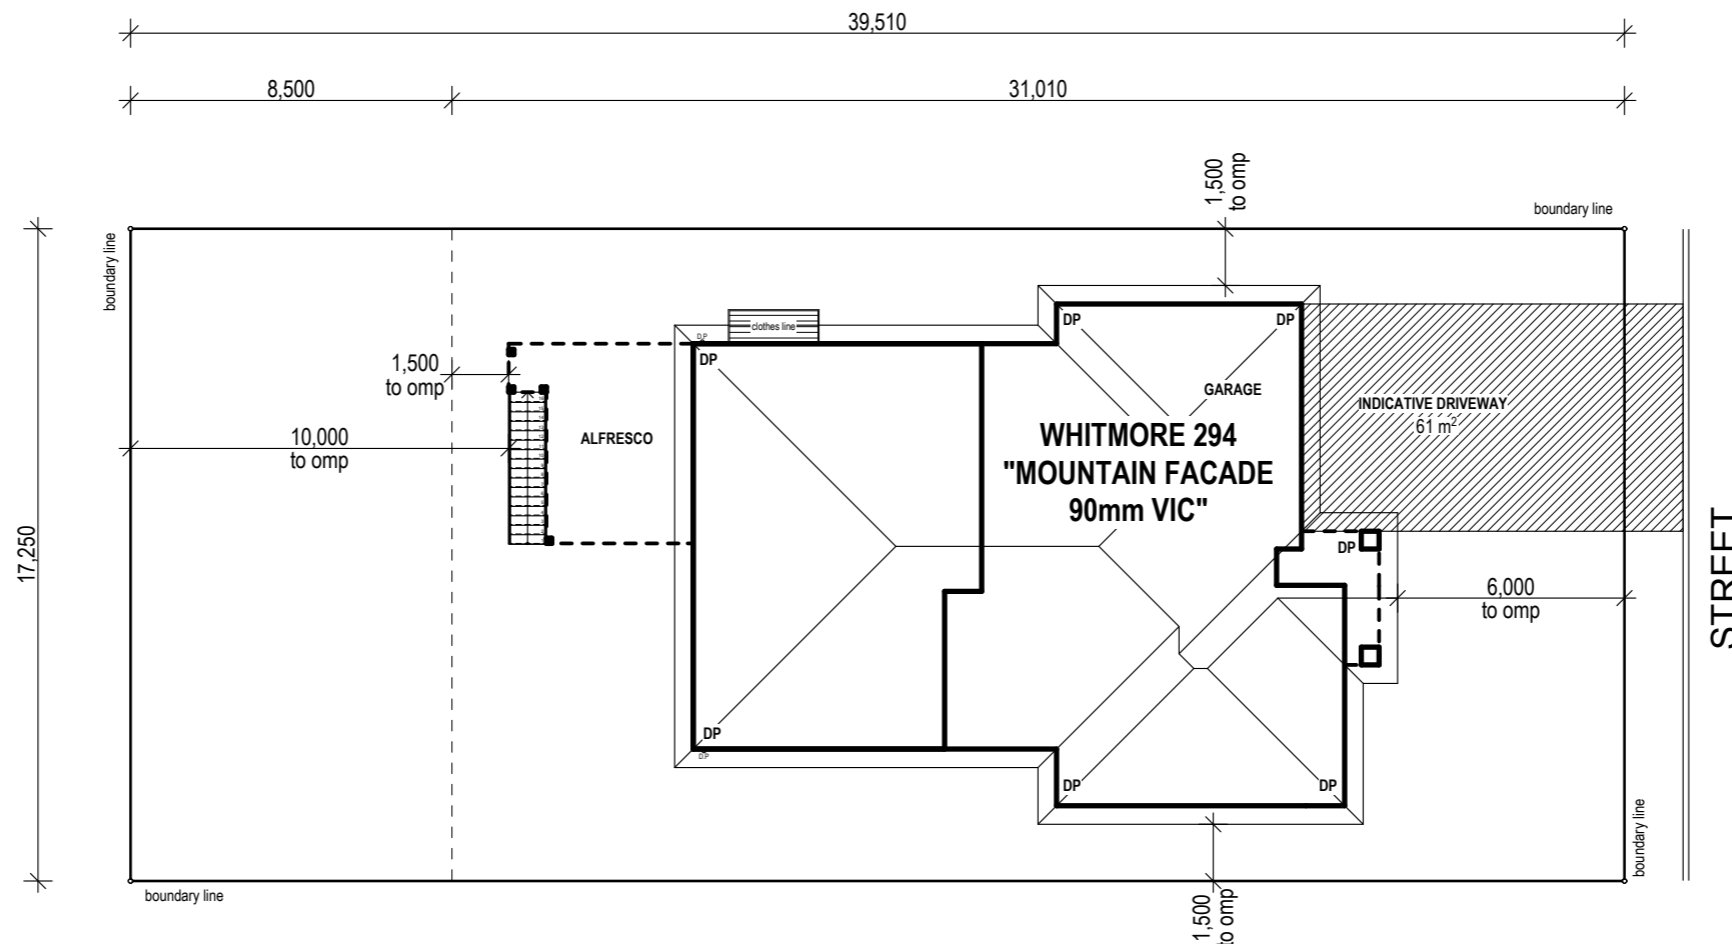 39,510
8,500
31,010
1,500
to omp
boundary line
boundary line
clothes line
D.P
DP
DP
DP
1,500
to omp
GARAGE
INDICATIVE DRIVEWAY
61 m²
10,000
to omp
ALFRESCO
WHITMORE 294
"MOUNTAIN FACADE
90mm VIC"
17,250
DP
STREET
6,000
to omp
DP
D.P
DP
DP
boundary line
boundary line
1,500
to omp